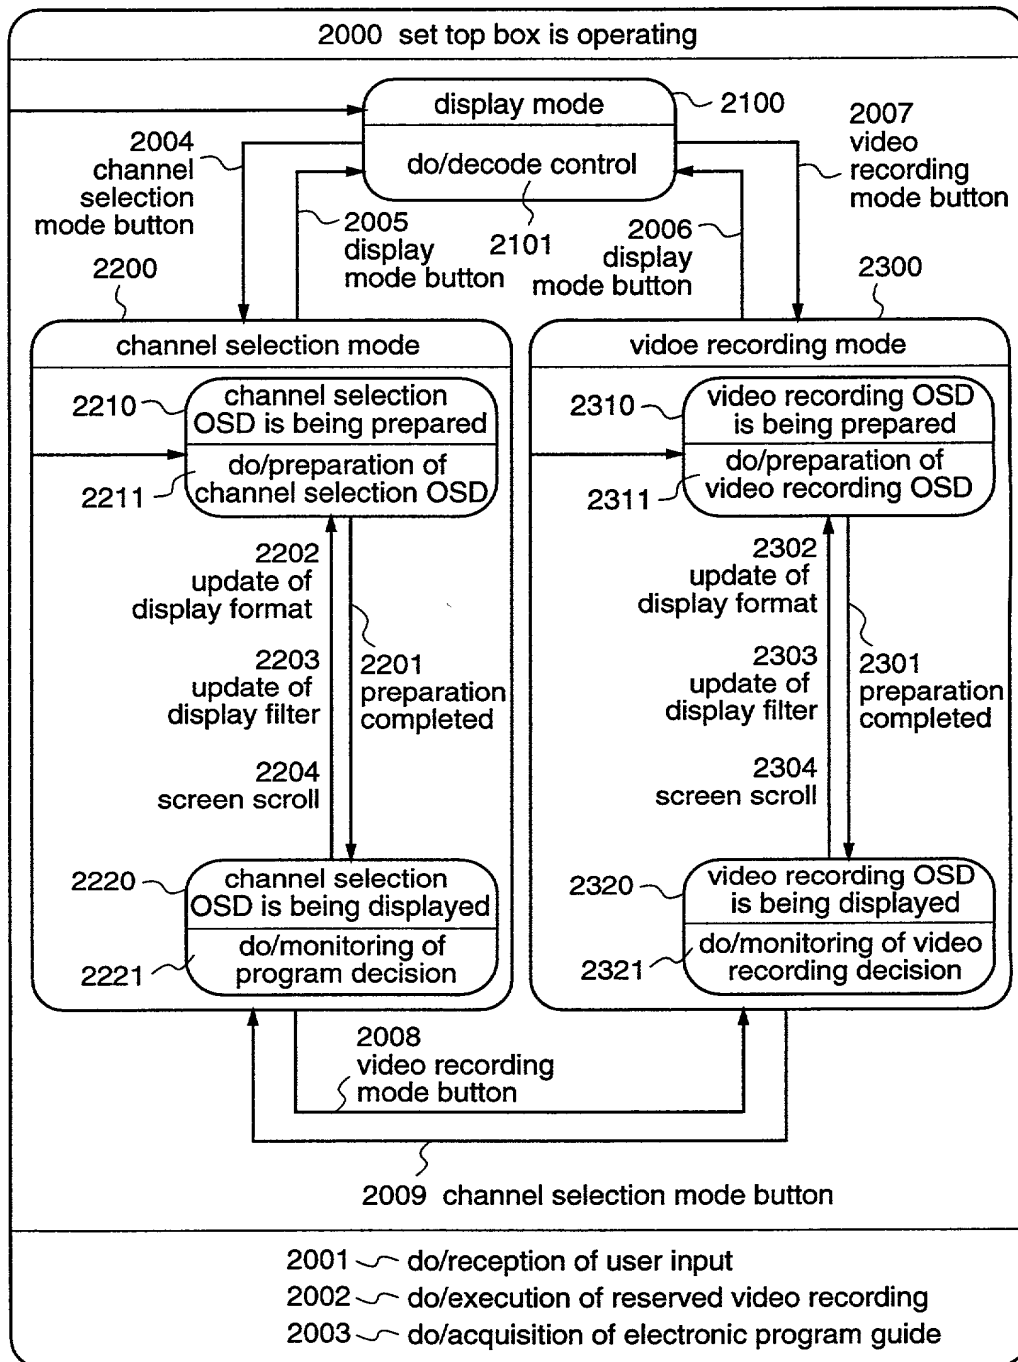 2000 set top box is operating
display mode
2100
do/decode control
2101
2004
channel
selection
mode button
2005
display
mode button
2006
display
mode button
2007
video
recording
mode button
2200
channel selection mode
2210
channel selection
OSD is being prepared
2211
do/preparation of
channel selection OSD
2202
update of
display format
2203
update of
display filter
2204
screen scroll
2201
preparation
completed
2220
channel selection
OSD is being displayed
2221
do/monitoring of
program decision
2300
vidoe recording mode
2310
video recording OSD
is being prepared
2311
do/preparation of
video recording OSD
2302
update of
display format
2303
update of
display filter
2304
screen scroll
2301
preparation
completed
2320
video recording OSD
is being displayed
2321
do/monitoring of video
recording decision
2008
video recording
mode button
2009 channel selection mode button
2001 do/reception of user input
2002 do/execution of reserved video recording
2003 do/acquisition of electronic program guide